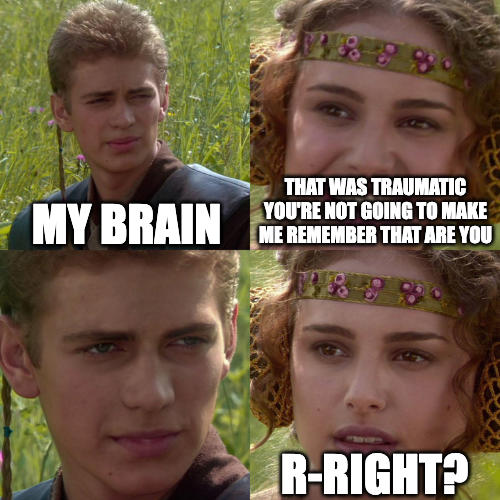 MY BRAIN
THAT WAS TRAUMATIC
YOU'RE NOT GOING TO MAKE
ME REMEMBER THAT ARE YOU
R-RIGHT?